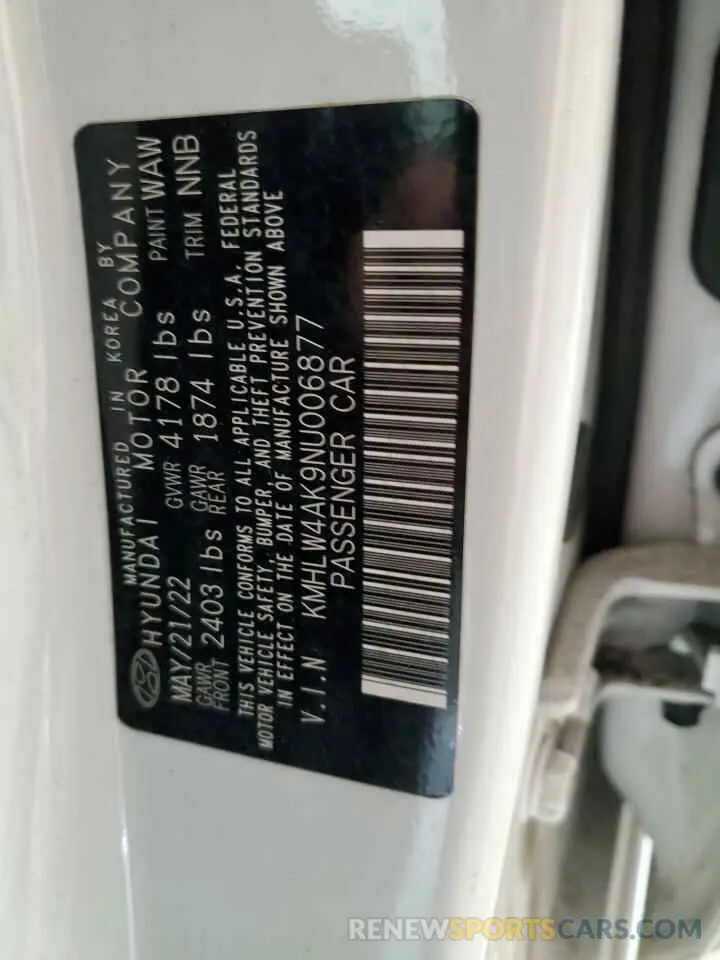 MANUFACTURED IN KOREA BY
HYUNDAI MOTOR COMPANY
MAY/21/22 GVWR 4178 lbs PAINT WAW
GAWR FRONT 2403 lbs GAWR REAR 1874 lbs TRIM NNB
THIS VEHICLE CONFORMS TO ALL APPLICABLE U.S.A. FEDERAL
MOTOR VEHICLE SAFETY, BUMPER, AND THEFT PREVENTION STANDARDS
IN EFFECT ON THE DATE OF MANUFACTURE SHOWN ABOVE
V.I.N KMHLW4AK9NU006877
PASSENGER CAR
RENEWSPORTSCARS.COM